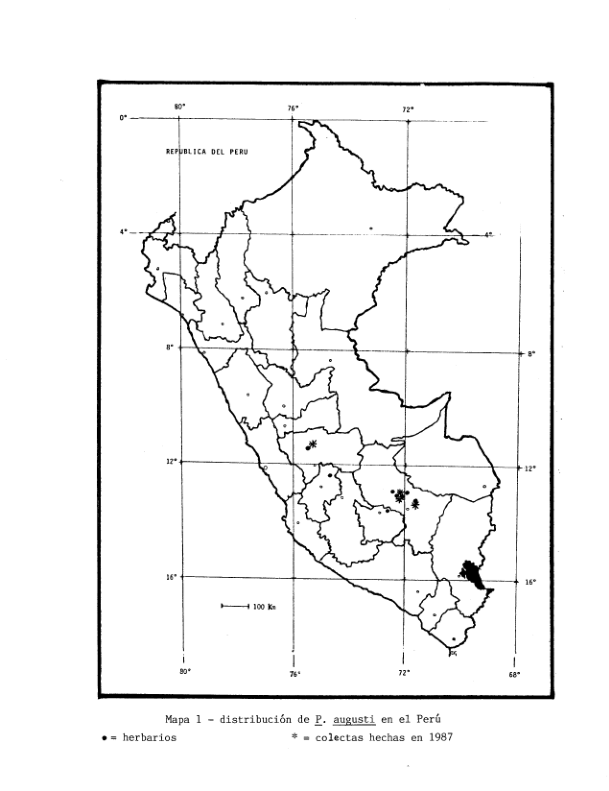 80° 76° 72°
0°
REPUBLICA DEL PERU
4° 4°
8° 8°
12° 12°
16° 16°
100 Km
80° 76° 72° 68°
Mapa 1 - distribución de P. augusti en el Perú
● = herbarios * = colectas hechas en 1987